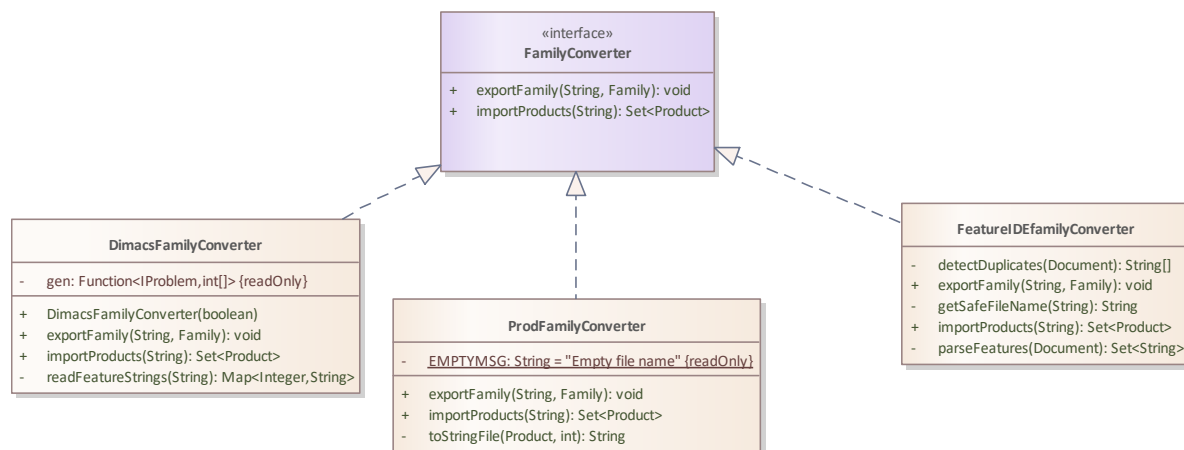 «interface»
FamilyConverter
+ exportFamily(String, Family): void
+ importProducts(String): Set<Product>
DimacsFamilyConverter
- gen: Function<IProblem,int[]> {readOnly}
+ DimacsFamilyConverter(boolean)
+ exportFamily(String, Family): void
+ importProducts(String): Set<Product>
- readFeatureStrings(String): Map<Integer,String>
ProdFamilyConverter
- EMPTYMSG: String = "Empty file name" {readOnly}
+ exportFamily(String, Family): void
+ importProducts(String): Set<Product>
- toStringFile(Product, int): String
FeatureIDEfamilyConverter
- detectDuplicates(Document): String[]
+ exportFamily(String, Family): void
- getSafeFileName(String): String
+ importProducts(String): Set<Product>
- parseFeatures(Document): Set<String>